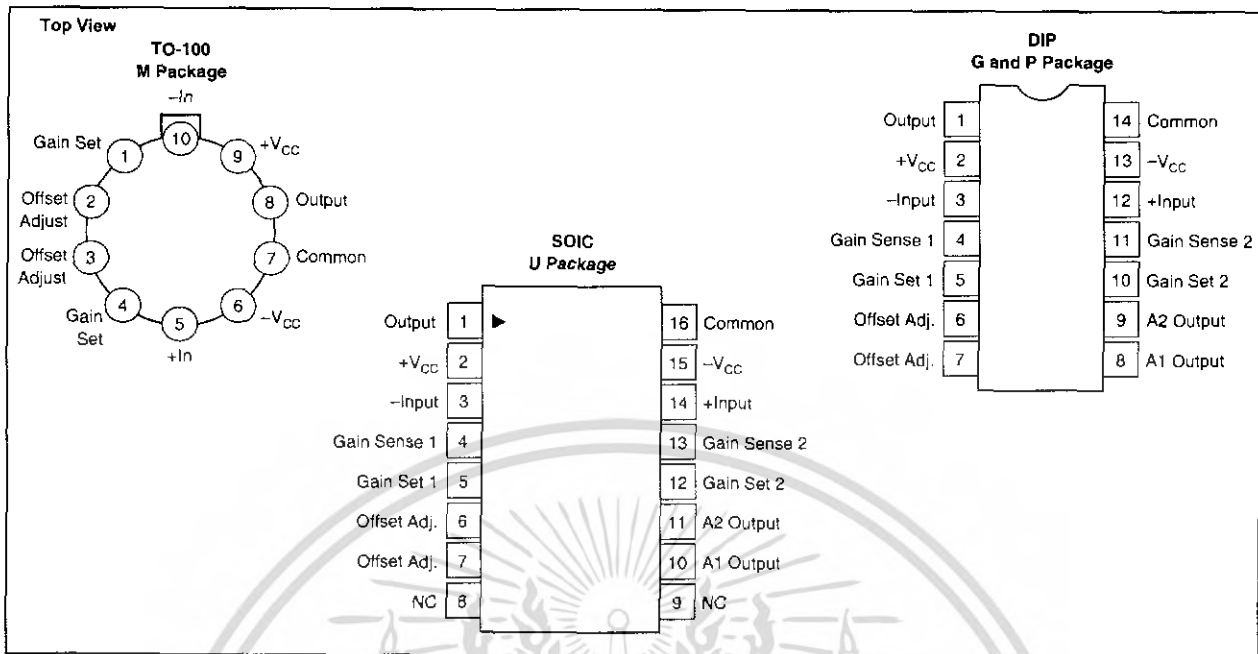 Top View
TO-100
M Package
–In
10
Gain Set
1
9
+VCC
Offset
Adjust
2
8
Output
Offset
Adjust
3
7
Common
Gain
Set
4
6
–VCC
5
+In
SOIC
U Package
Output 1
16 Common
+VCC 2
15 –VCC
–Input 3
14 +Input
Gain Sense 1 4
13 Gain Sense 2
Gain Set 1 5
12 Gain Set 2
Offset Adj. 6
11 A2 Output
Offset Adj. 7
10 A1 Output
NC 8
9 NC
DIP
G and P Package
Output 1
14 Common
+VCC 2
13 –VCC
–Input 3
12 +Input
Gain Sense 1 4
11 Gain Sense 2
Gain Set 1 5
10 Gain Set 2
Offset Adj. 6
9 A2 Output
Offset Adj. 7
8 A1 Output